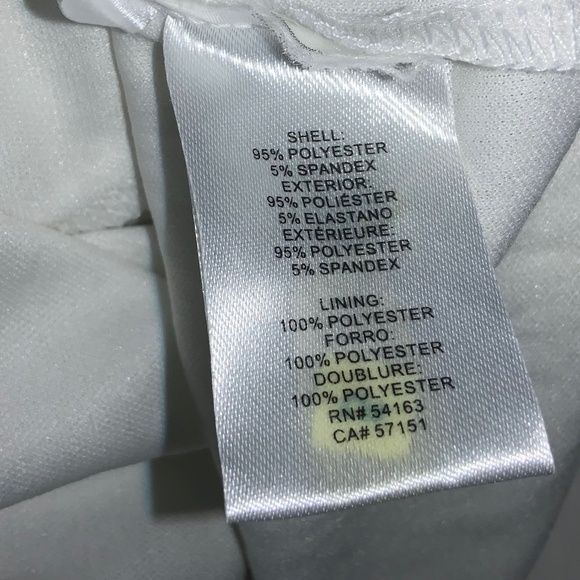 SHELL:
95% POLYESTER
5% SPANDEX
EXTERIOR:
95% POLIÉSTER
5% ELASTANO
EXTÉRIEURE:
95% POLYESTER
5% SPANDEX
LINING:
100% POLYESTER
FORRO:
100% POLYESTER
DOUBLURE:
100% POLYESTER
RN# 54163
CA# 57151